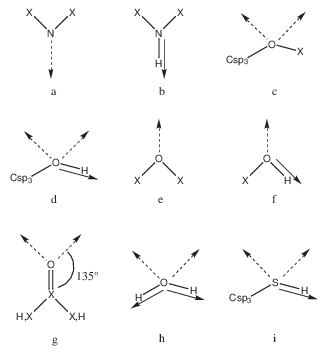 X X X X
N N O
H Csp3 X
a b c
O H O O
Csp3 X X X H
d e f
O 135° O S
X H H Csp3 H
H,X X,H
g h i